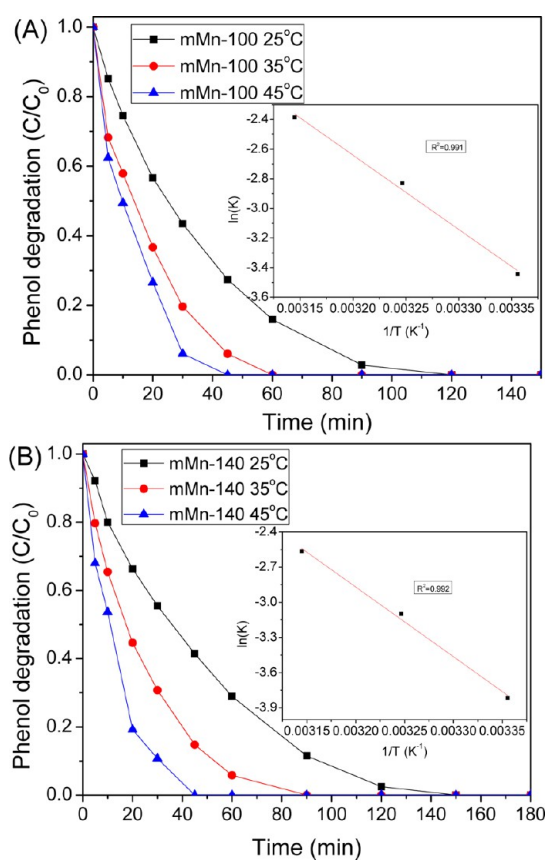 (A)
mMn-100 25°C
mMn-100 35°C
mMn-100 45°C
Phenol degradation (C/C₀)
1.0
0.8
0.6
0.4
0.2
0.0
0 20 40 60 80 100 120 140
Time (min)
ln(K)
-2.4
-2.6
-2.8
-3.0
-3.2
-3.4
-3.6
R²=0.991
0.00315 0.00320 0.00325 0.00330 0.00335
1/T (K⁻¹)
(B)
mMn-140 25°C
mMn-140 35°C
mMn-140 45°C
Phenol degradation (C/C₀)
1.0
0.8
0.6
0.4
0.2
0.0
0 20 40 60 80 100 120 140 160 180
Time (min)
ln(K)
-2.4
-2.7
-3.0
-3.3
-3.6
-3.9
R²=0.992
0.00315 0.00320 0.00325 0.00330 0.00335
1/T (K⁻¹)